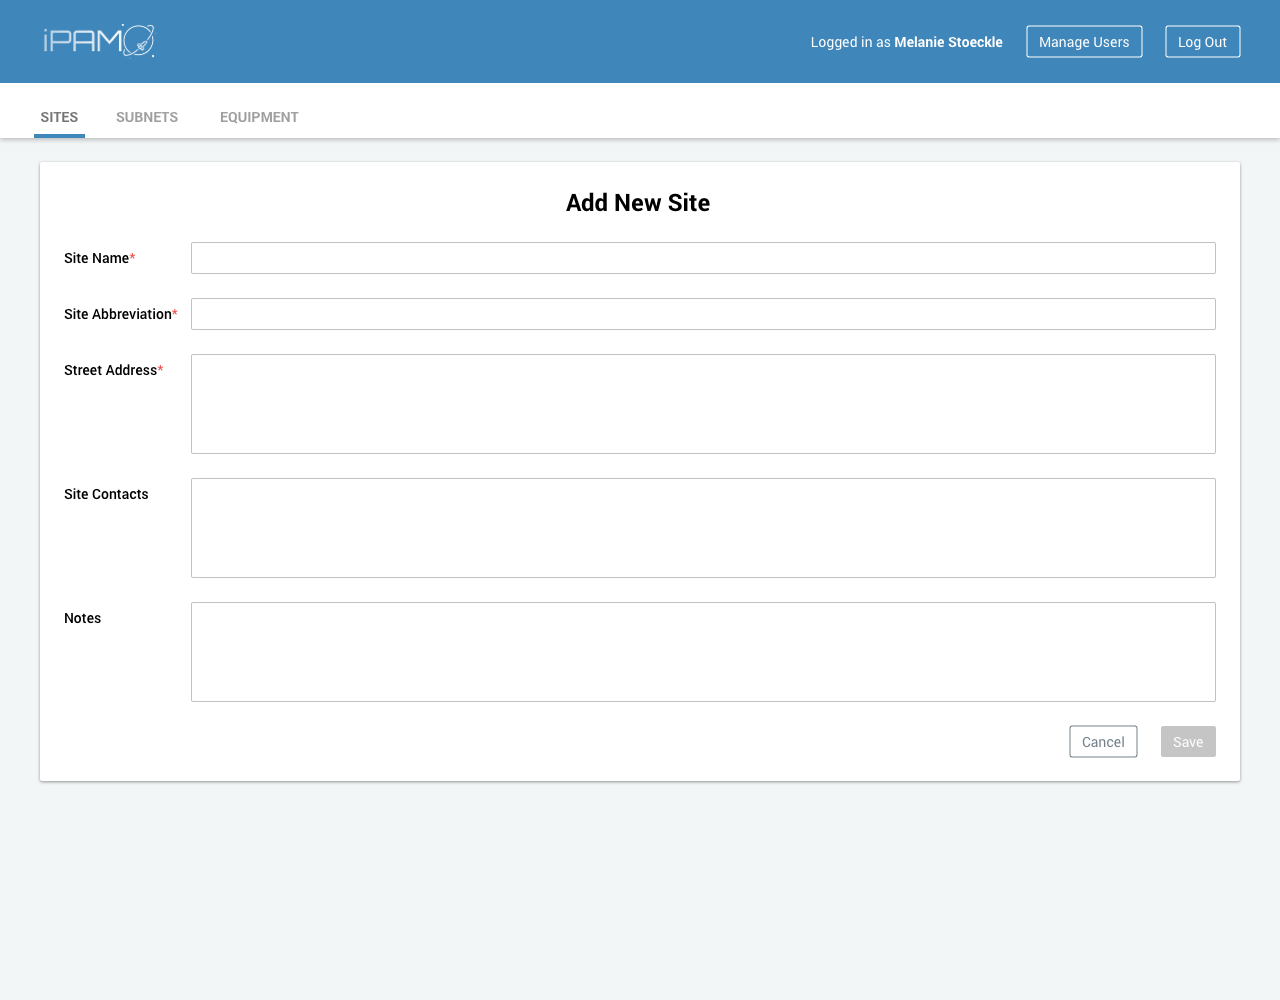 iPAM
Logged in as Melanie Stoeckle
Manage Users
Log Out
SITES
SUBNETS
EQUIPMENT
Add New Site
Site Name*
Site Abbreviation*
Street Address*
Site Contacts
Notes
Cancel
Save